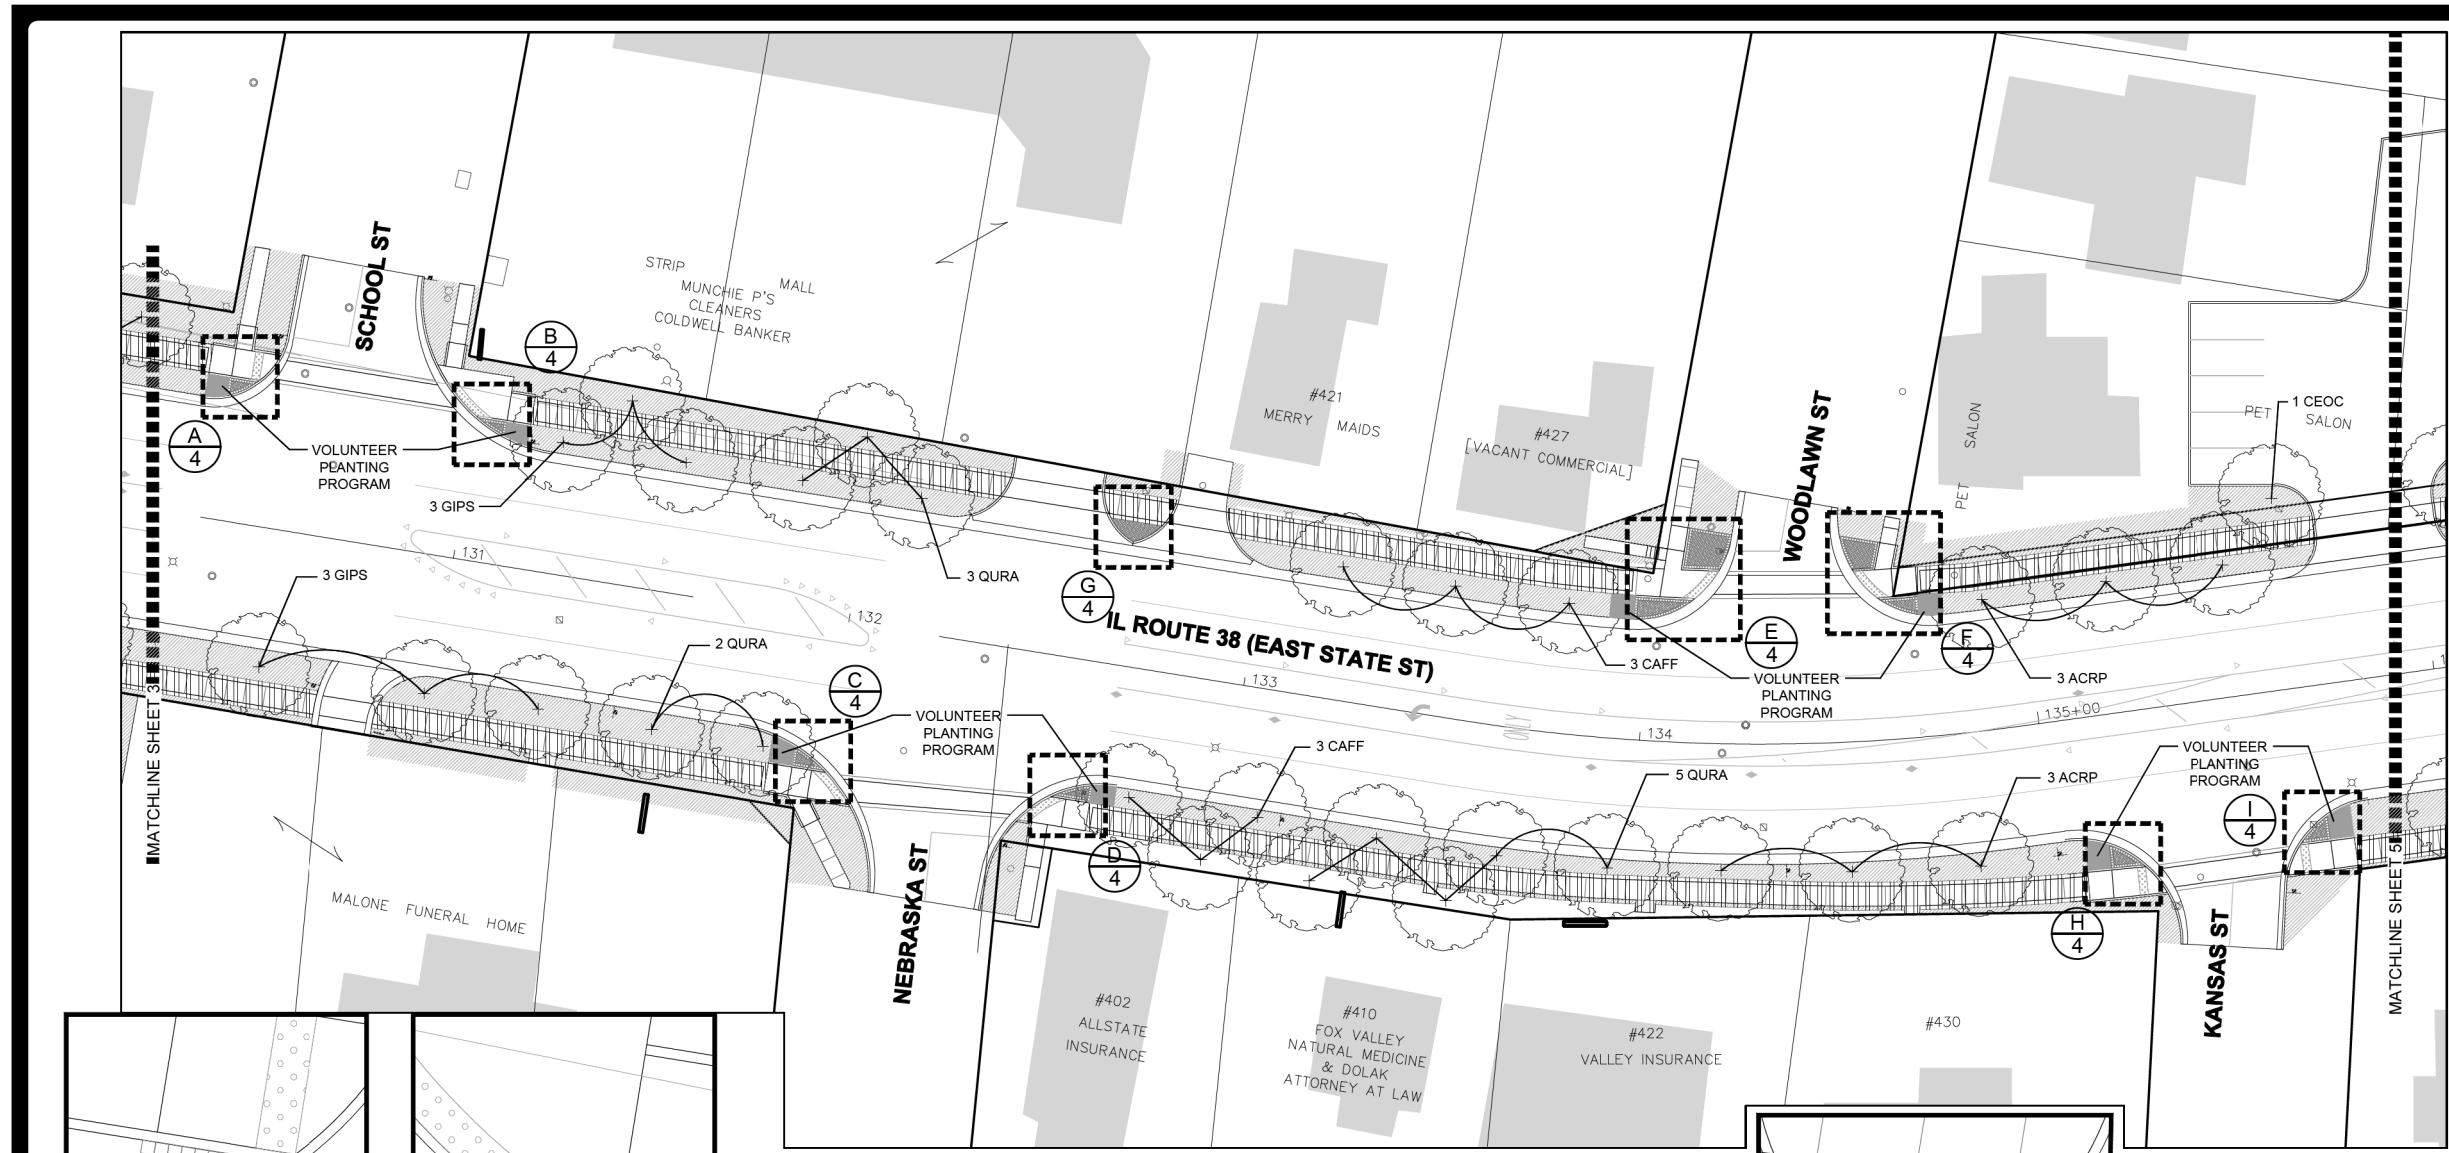 SCHOOL ST
STRIP MALL
MUNCHIE P'S
CLEANERS
COLDWELL BANKER
B
4
A
4
VOLUNTEER
PLANTING
PROGRAM
3 GIPS
131
3 GIPS
132
3 QURA
2 QURA
G
4
IL ROUTE 38 (EAST STATE ST)
#421
MERRY MAIDS
#427
[VACANT COMMERCIAL]
WOODLAWN ST
PET SALON
PET SALON
1 CEOC
E
4
F
4
3 CAFF
VOLUNTEER
PLANTING
PROGRAM
3 ACRP
C
4
VOLUNTEER
PLANTING
PROGRAM
133
134
135+00
ONLY
3 CAFF
5 QURA
3 ACRP
VOLUNTEER
PLANTING
PROGRAM
I
4
D
4
H
4
MATCHLINE SHEET 3
MATCHLINE SHEET 5
MALONE FUNERAL HOME
NEBRASKA ST
KANSAS ST
#402
ALLSTATE
INSURANCE
#410
FOX VALLEY
NATURAL MEDICINE
& DOLAK
ATTORNEY AT LAW
#422
VALLEY INSURANCE
#430